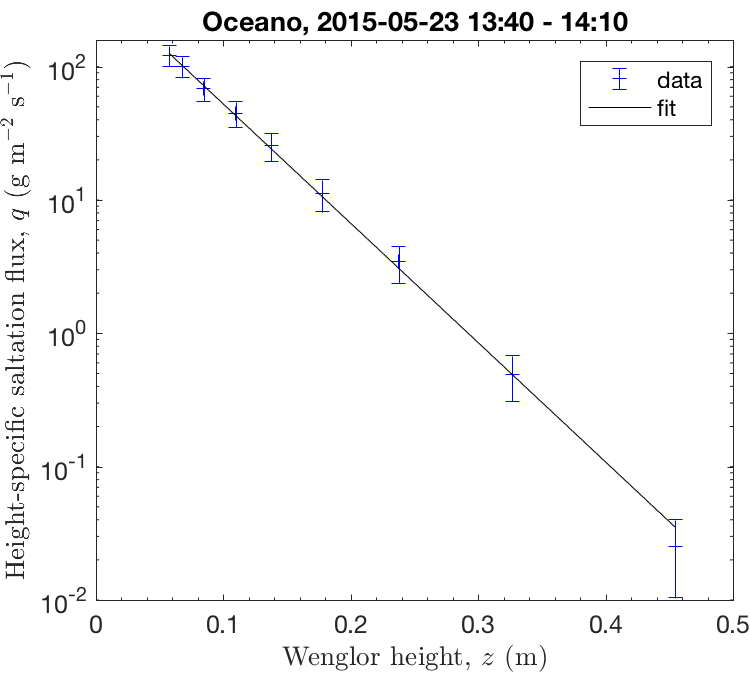 Oceano, 2015-05-23 13:40 - 14:10
Height-specific saltation flux, q (g m⁻² s⁻¹)
10²
10¹
10⁰
10⁻¹
10⁻²
data
fit
0 0.1 0.2 0.3 0.4 0.5
Wenglor height, z (m)